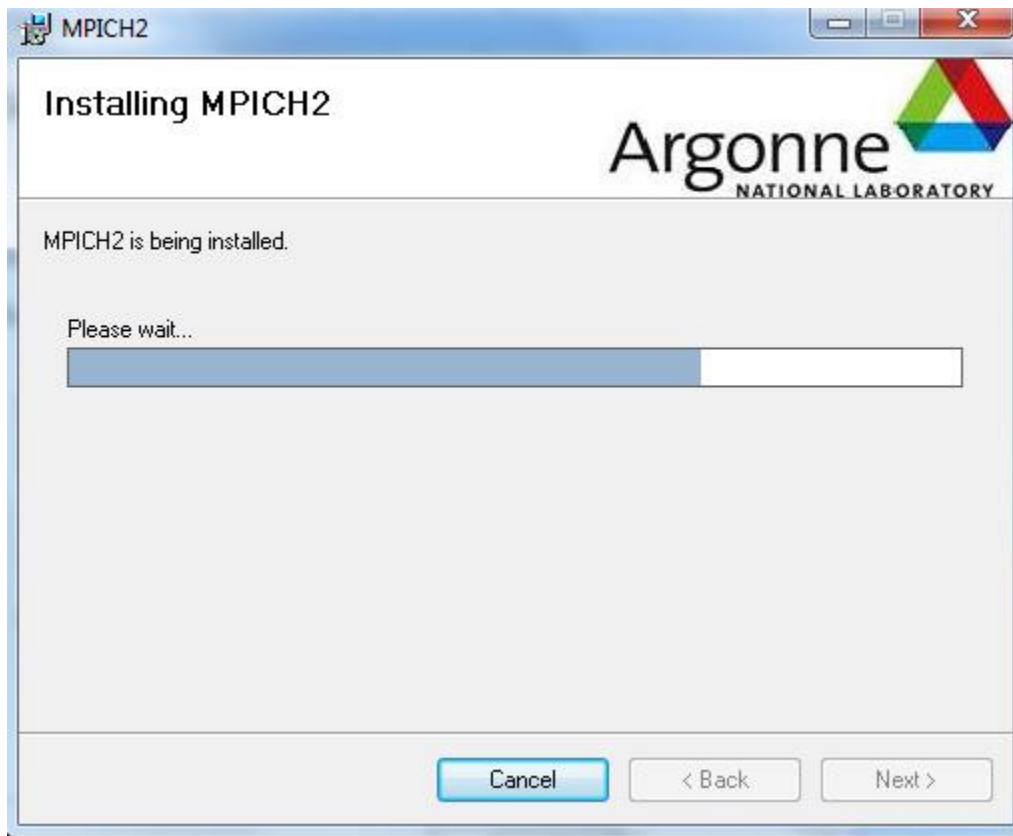 MPICH2
Installing MPICH2
Argonne
NATIONAL LABORATORY
MPICH2 is being installed.
Please wait...
Cancel
< Back
Next >